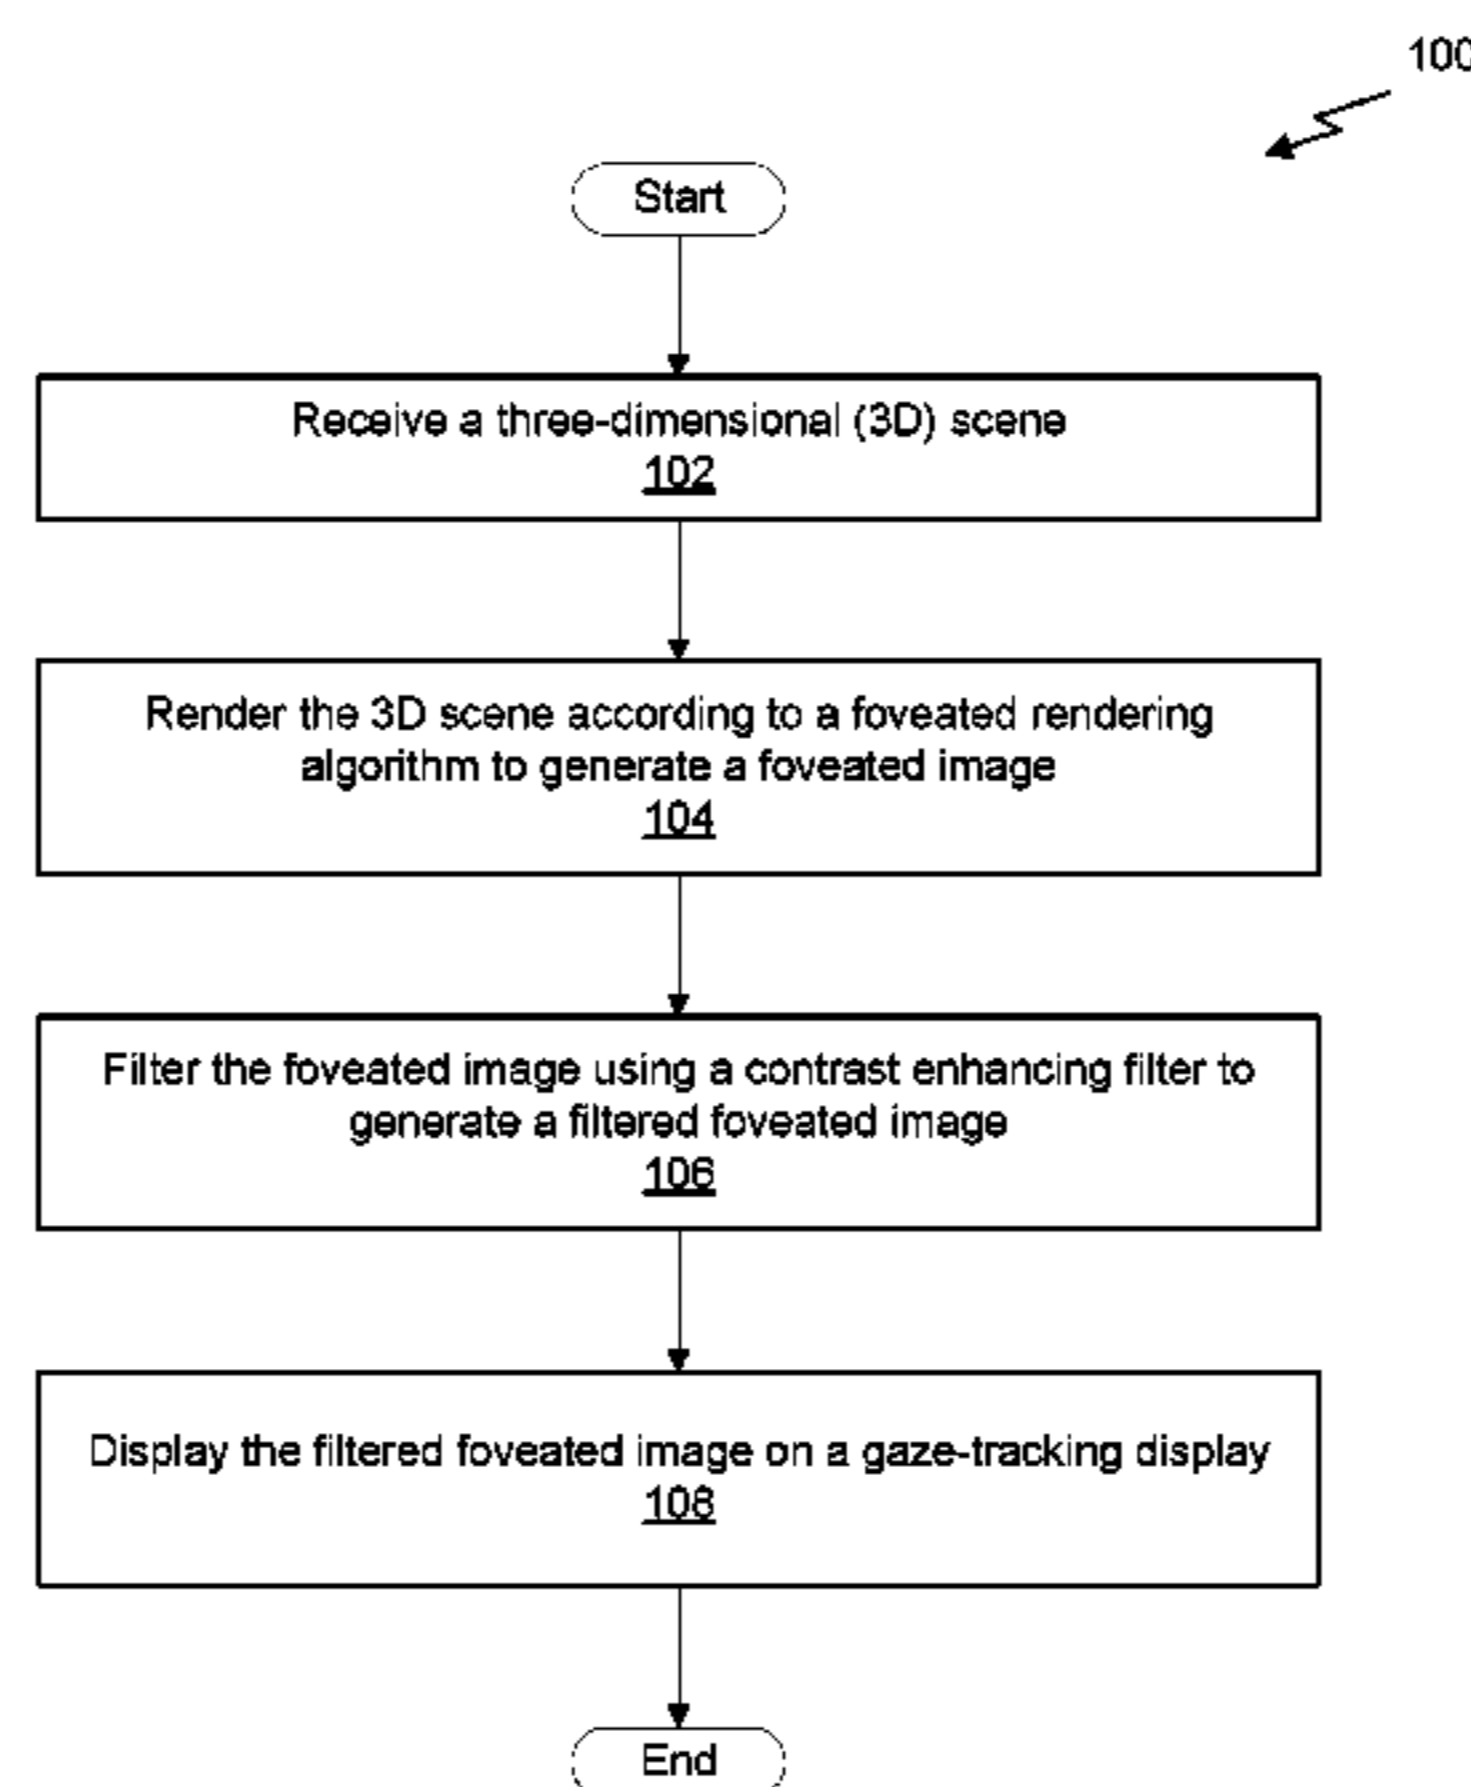 100
Start
Receive a three-dimensional (3D) scene
102
Render the 3D scene according to a foveated rendering
algorithm to generate a foveated image
104
Filter the foveated image using a contrast enhancing filter to
generate a filtered foveated image
106
Display the filtered foveated image on a gaze-tracking display
108
End